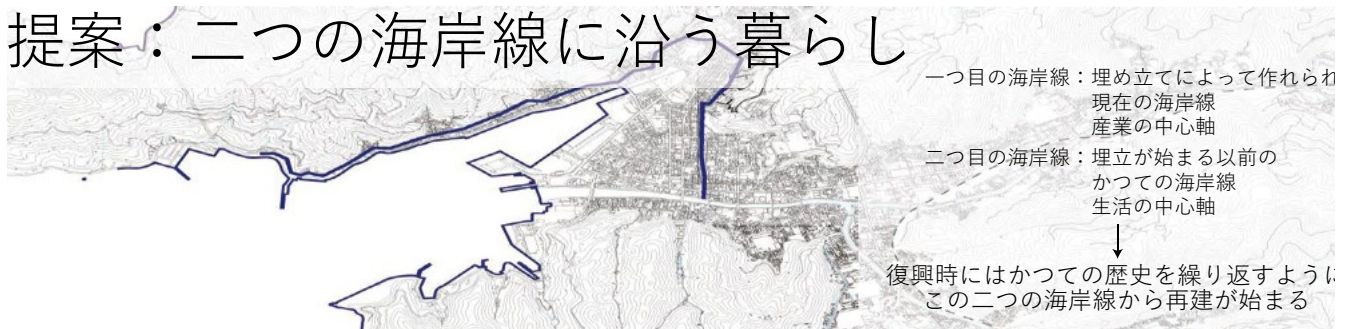 提案：二つの海岸線に沿う暮らし
一つ目の海岸線：埋め立てによって作れられ
現在の海岸線
産業の中心軸
二つ目の海岸線：埋立が始まる以前の
かつての海岸線
生活の中心軸
復興時にはかつての歴史を繰り返すように
この二つの海岸線から再建が始まる